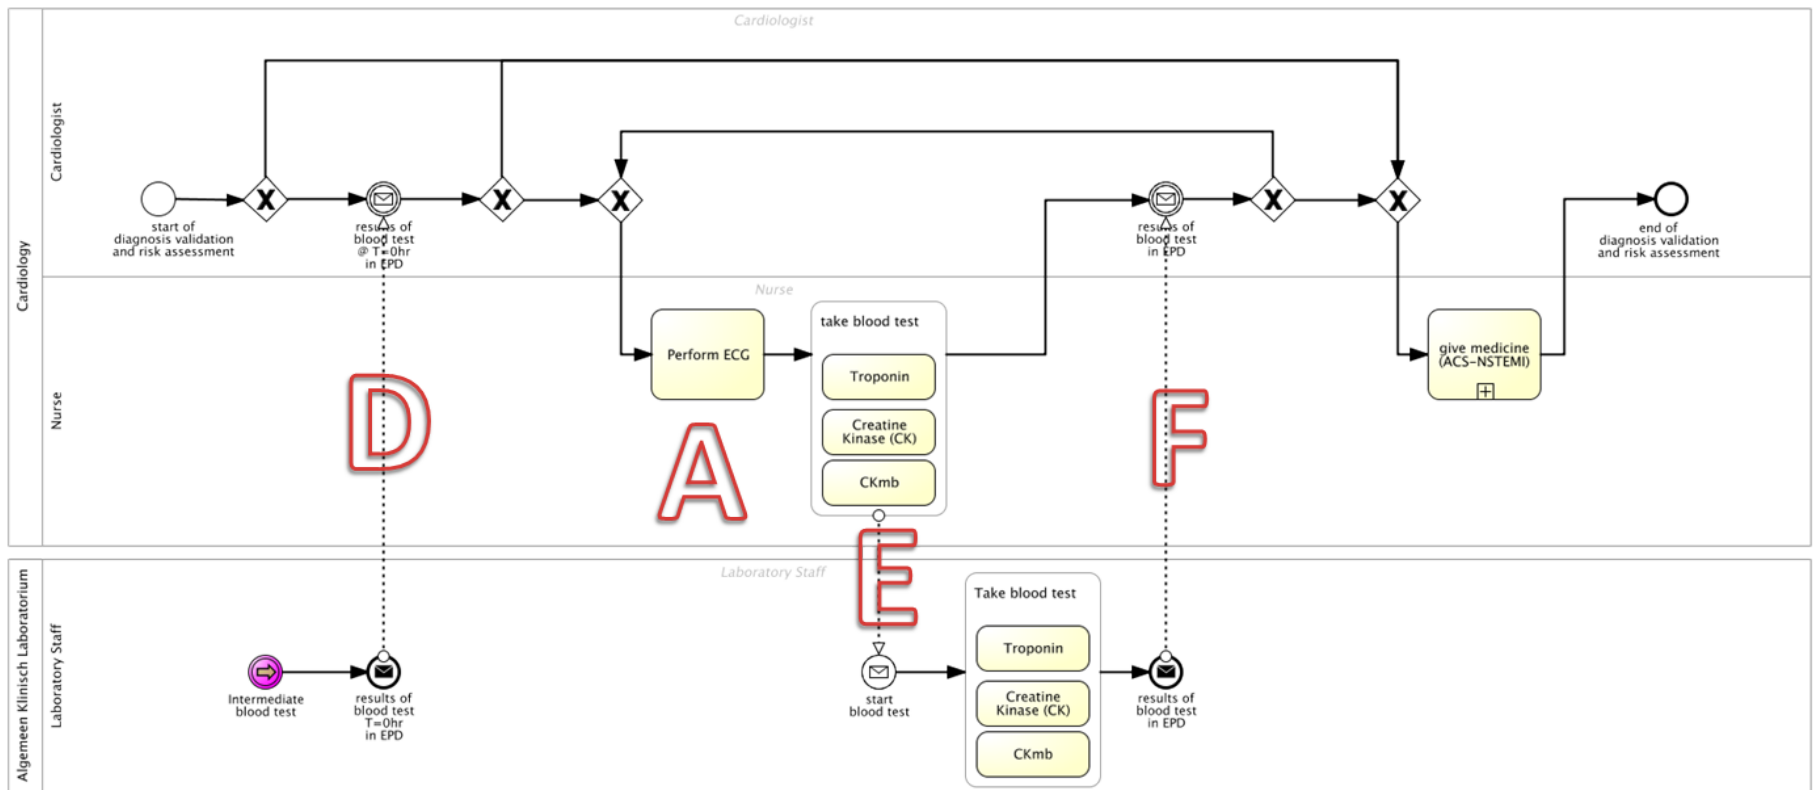 Cardiologist
Cardiology
Cardiologist
start of
diagnosis validation
and risk assessment
X
results of
blood test
@ T=0hr
in EPD
X
X
results of
blood test
in EPD
X
X
end of
diagnosis validation
and risk assessment
Nurse
Nurse
Perform ECG
take blood test
Troponin
Creatine
Kinase (CK)
CKmb
give medicine
(ACS-NSTEMI)
D
A
F
E
Algemeen Klinisch Laboratorium
Laboratory Staff
Laboratory Staff
Intermediate
blood test
results of
blood test
T=0hr
in EPD
start
blood test
Take blood test
Troponin
Creatine
Kinase (CK)
CKmb
results of
blood test
in EPD